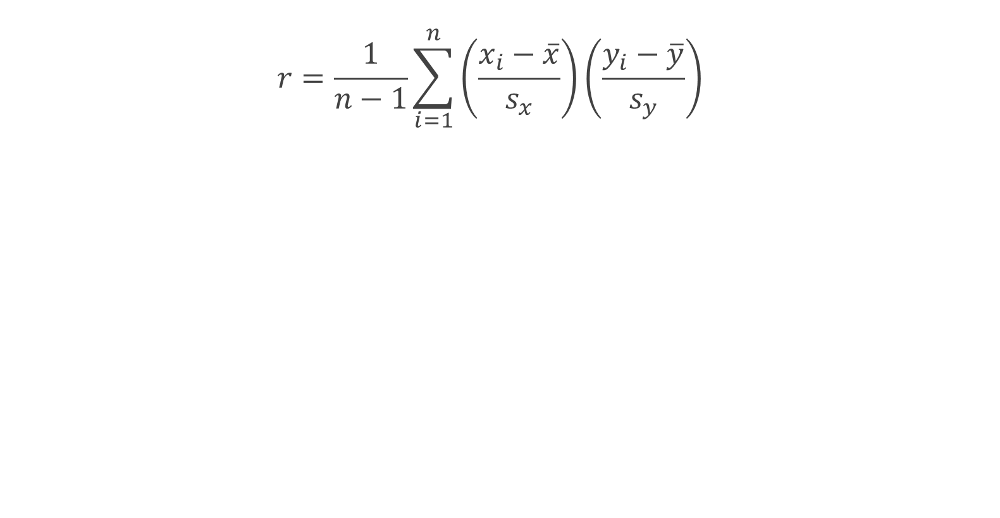 r = \frac{1}{n-1} \sum_{i=1}^{n} \left( \frac{x_i - \bar{x}}{s_x} \right) \left( \frac{y_i - \bar{y}}{s_y} \right)